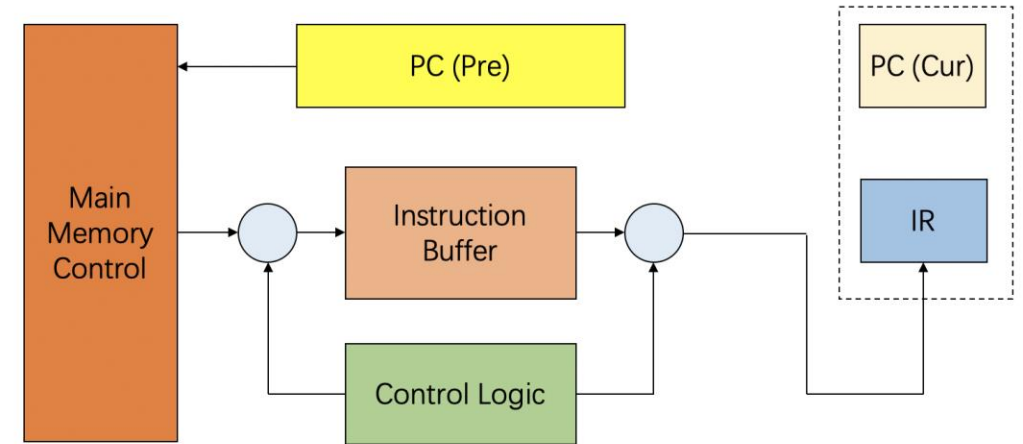 PC (Pre)
PC (Cur)
Main
Memory
Control
Instruction
Buffer
IR
Control Logic